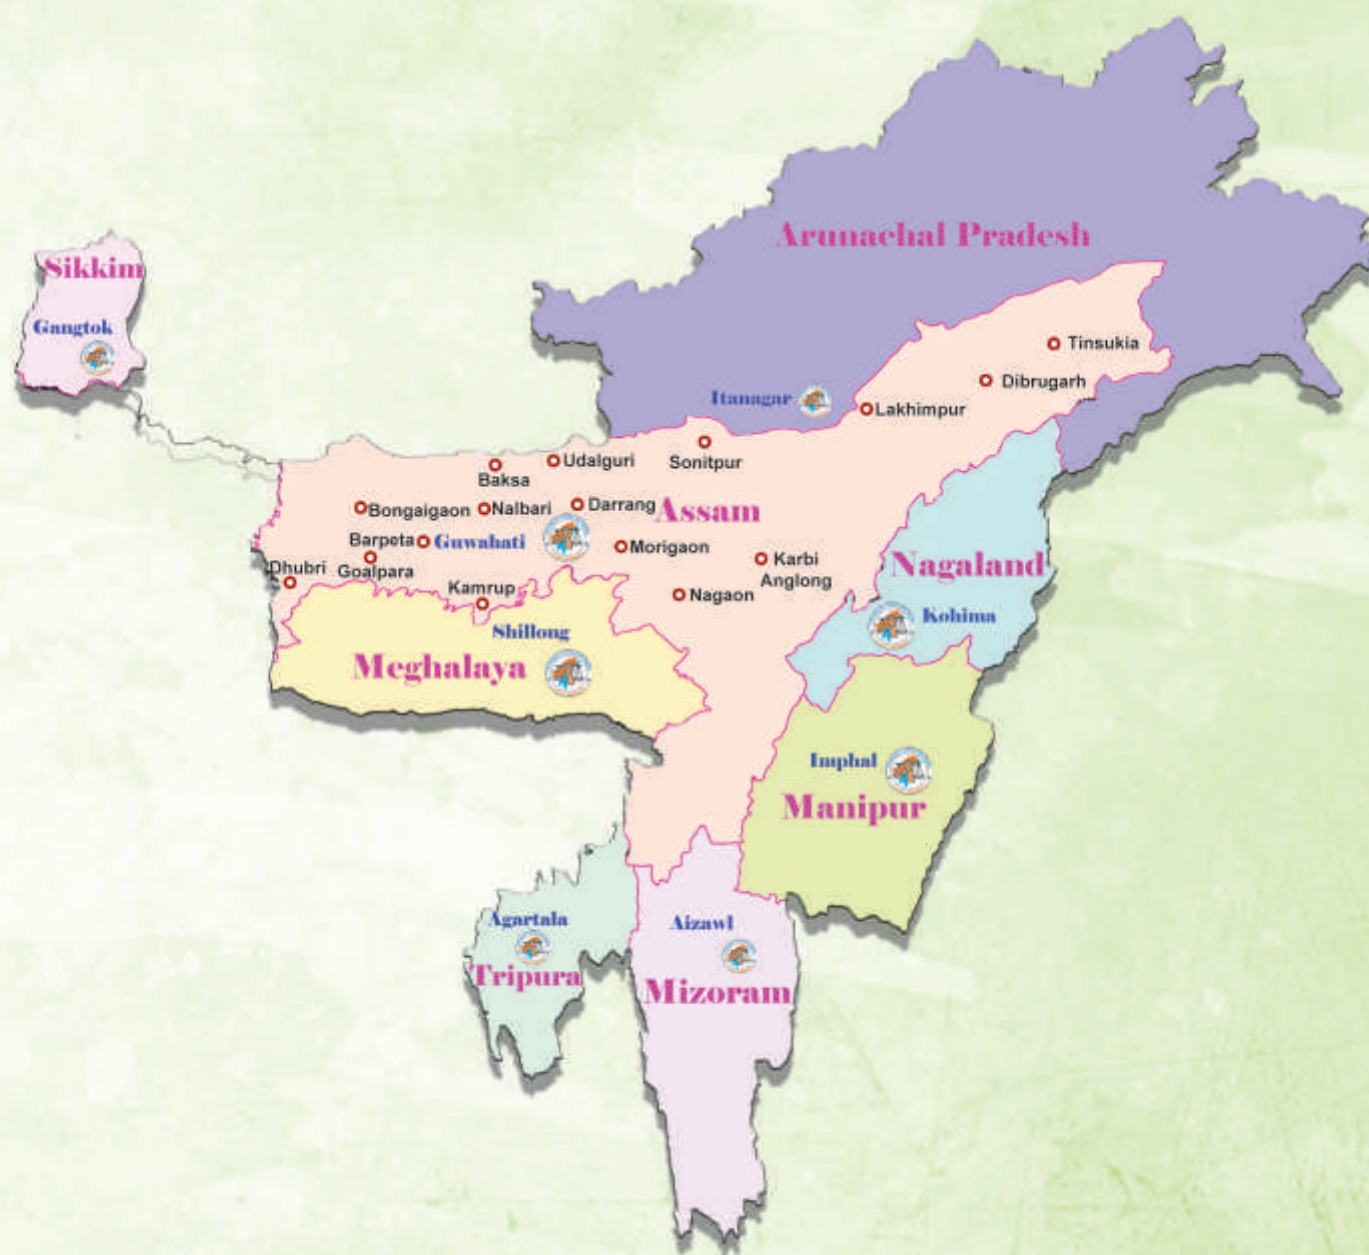 Arunachal Pradesh
Sikkim
Gangtok
Tinsukia
Dibrugarh
Itanagar
Lakhimpur
Udalguri
Sonitpur
Baksa
Bongaigaon
Nalbari
Darrang
Assam
Barpeta
Guwahati
Morigaon
Dhubri
Goalpara
Karbi
Anglong
Nagaland
Kamrup
Nagaon
Kohima
Shillong
Meghalaya
Imphal
Manipur
Agartala
Aizawl
Tripura
Mizoram